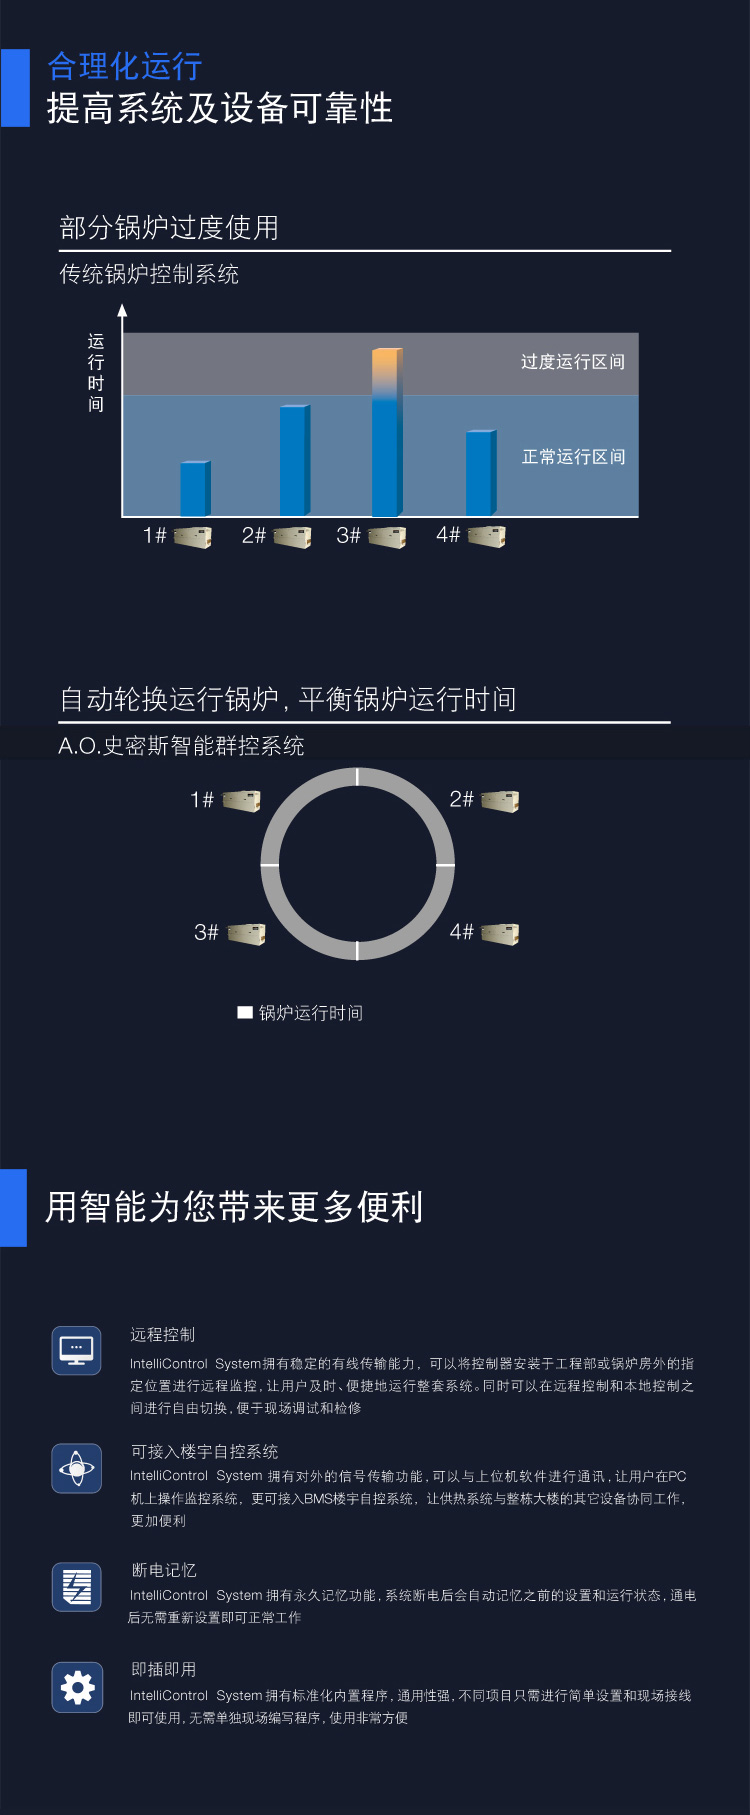 合理化运行
提高系统及设备可靠性
部分锅炉过度使用
传统锅炉控制系统
运行时间
过度运行区间
正常运行区间
1# 2# 3# 4#
自动轮换运行锅炉，平衡锅炉运行时间
A.O.史密斯智能群控系统
1# 2#
3# 4#
锅炉运行时间
用智能为您带来更多便利
远程控制
IntelliControl System拥有稳定的有线传输能力，可以将控制器安装于工程部或锅炉房外的指
定位置进行远程监控，让用户及时、便捷地运行整套系统。同时可以在远程控制和本地控制之
间进行自由切换，便于现场调试和检修
可接入楼宇自控系统
IntelliControl System 拥有对外的信号传输功能，可以与上位机软件进行通讯，让用户在PC
机上操作监控系统，更可接入BMS楼宇自控系统，让供热系统与整栋大楼的其它设备协同工作，
更加便利
断电记忆
IntelliControl System 拥有永久记忆功能，系统断电后会自动记忆之前的设置和运行状态，通电
后无需重新设置即可正常工作
即插即用
IntelliControl System 拥有标准化内置程序，通用性强，不同项目只需进行简单设置和现场接线
即可使用，无需单独现场编写程序，使用非常方便